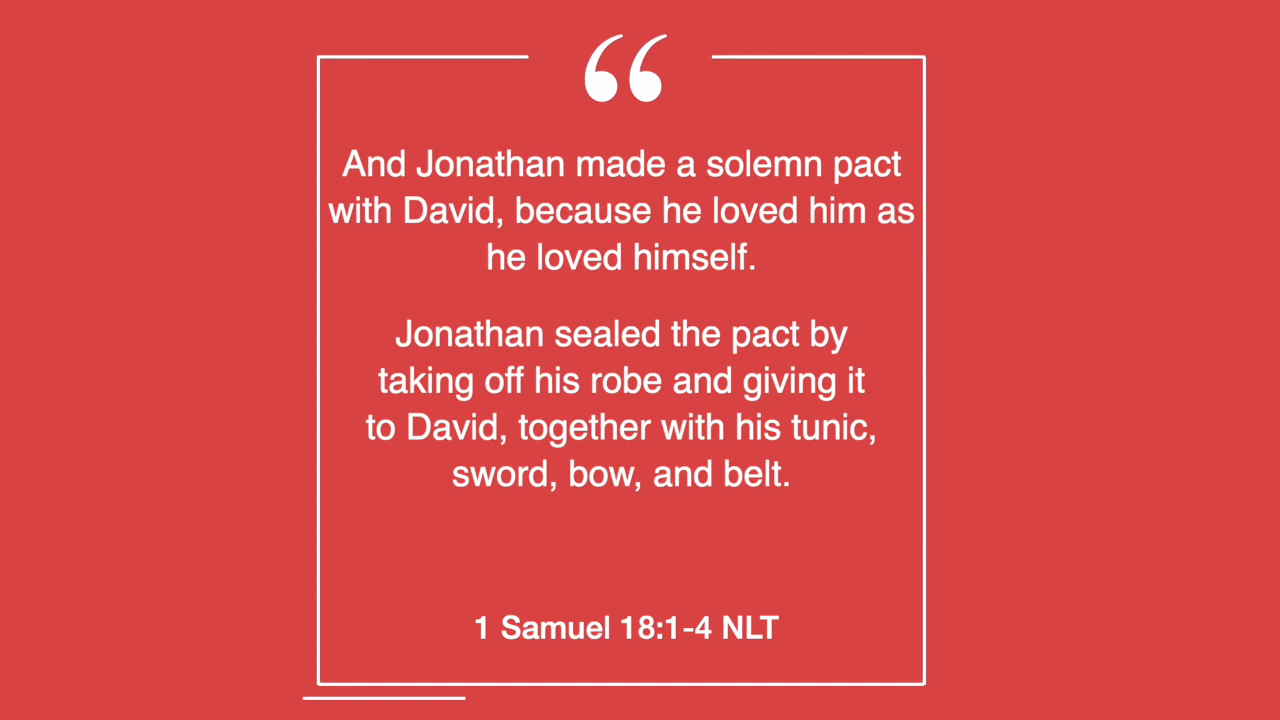 “
And Jonathan made a solemn pact
with David, because he loved him as
he loved himself.
Jonathan sealed the pact by
taking off his robe and giving it
to David, together with his tunic,
sword, bow, and belt.
1 Samuel 18:1-4 NLT